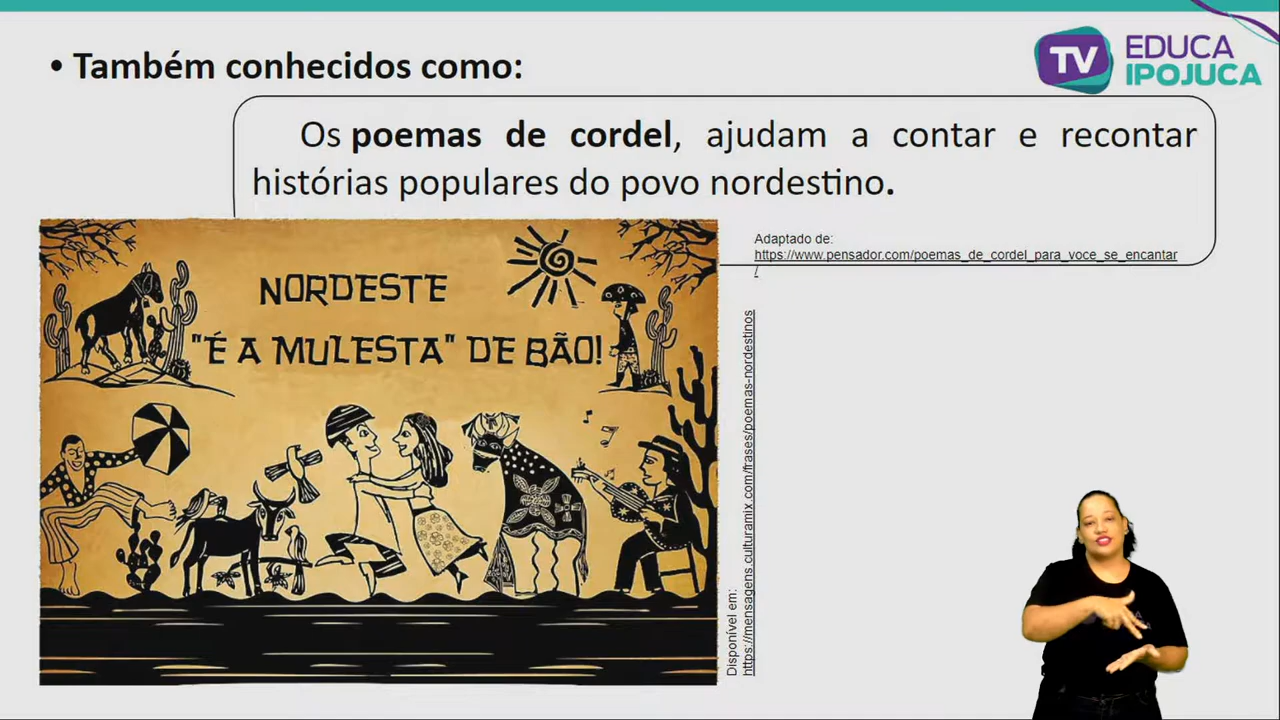 • Também conhecidos como:
TV EDUCA
IPOJUCA
Os poemas de cordel, ajudam a contar e recontar
histórias populares do povo nordestino.
Adaptado de:
https://www.pensador.com/poemas_de_cordel_para_voce_se_encantar
/
NORDESTE
"É A MULESTA" DE BÃO!
Disponível em:
https://mensagens.culturamix.com/frases/poemas-nordestinos